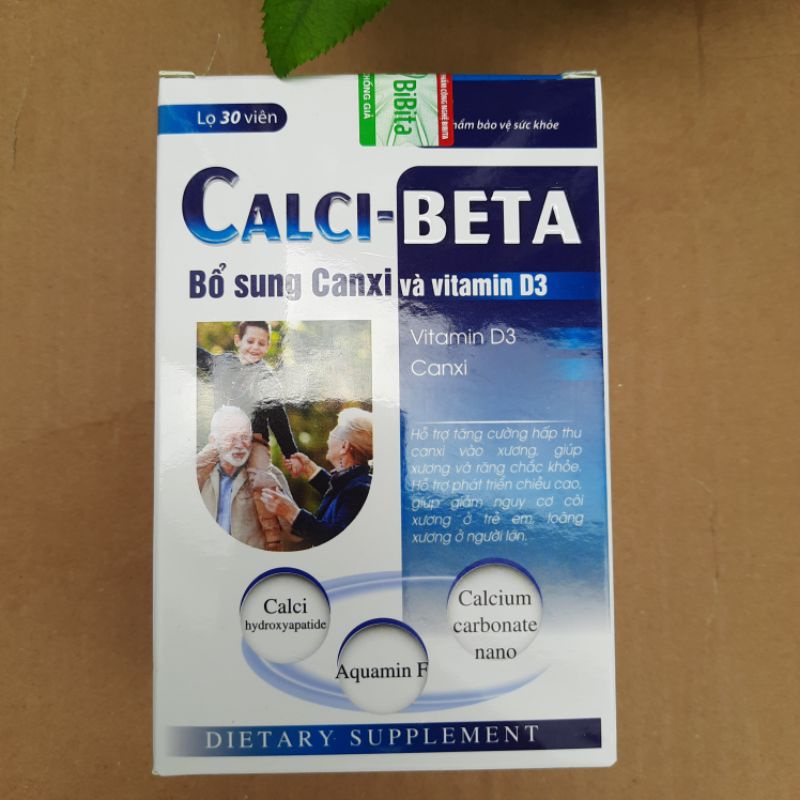 Lọ 30 viên
CHỐNG GIẢ
BiBita
phẩm bảo vệ sức khỏe
CALCI-BETA
Bổ sung Canxi và vitamin D3
Vitamin D3
Canxi
Hỗ trợ tăng cường hấp thu
canxi vào xương, giúp
xương và răng chắc khỏe.
Hỗ trợ phát triển chiều cao,
giúp giảm nguy cơ còi
xương ở trẻ em, loãng
xương ở người lớn.
Calci
hydroxyapatide
Aquamin F
Calcium
carbonate
nano
DIETARY SUPPLEMENT